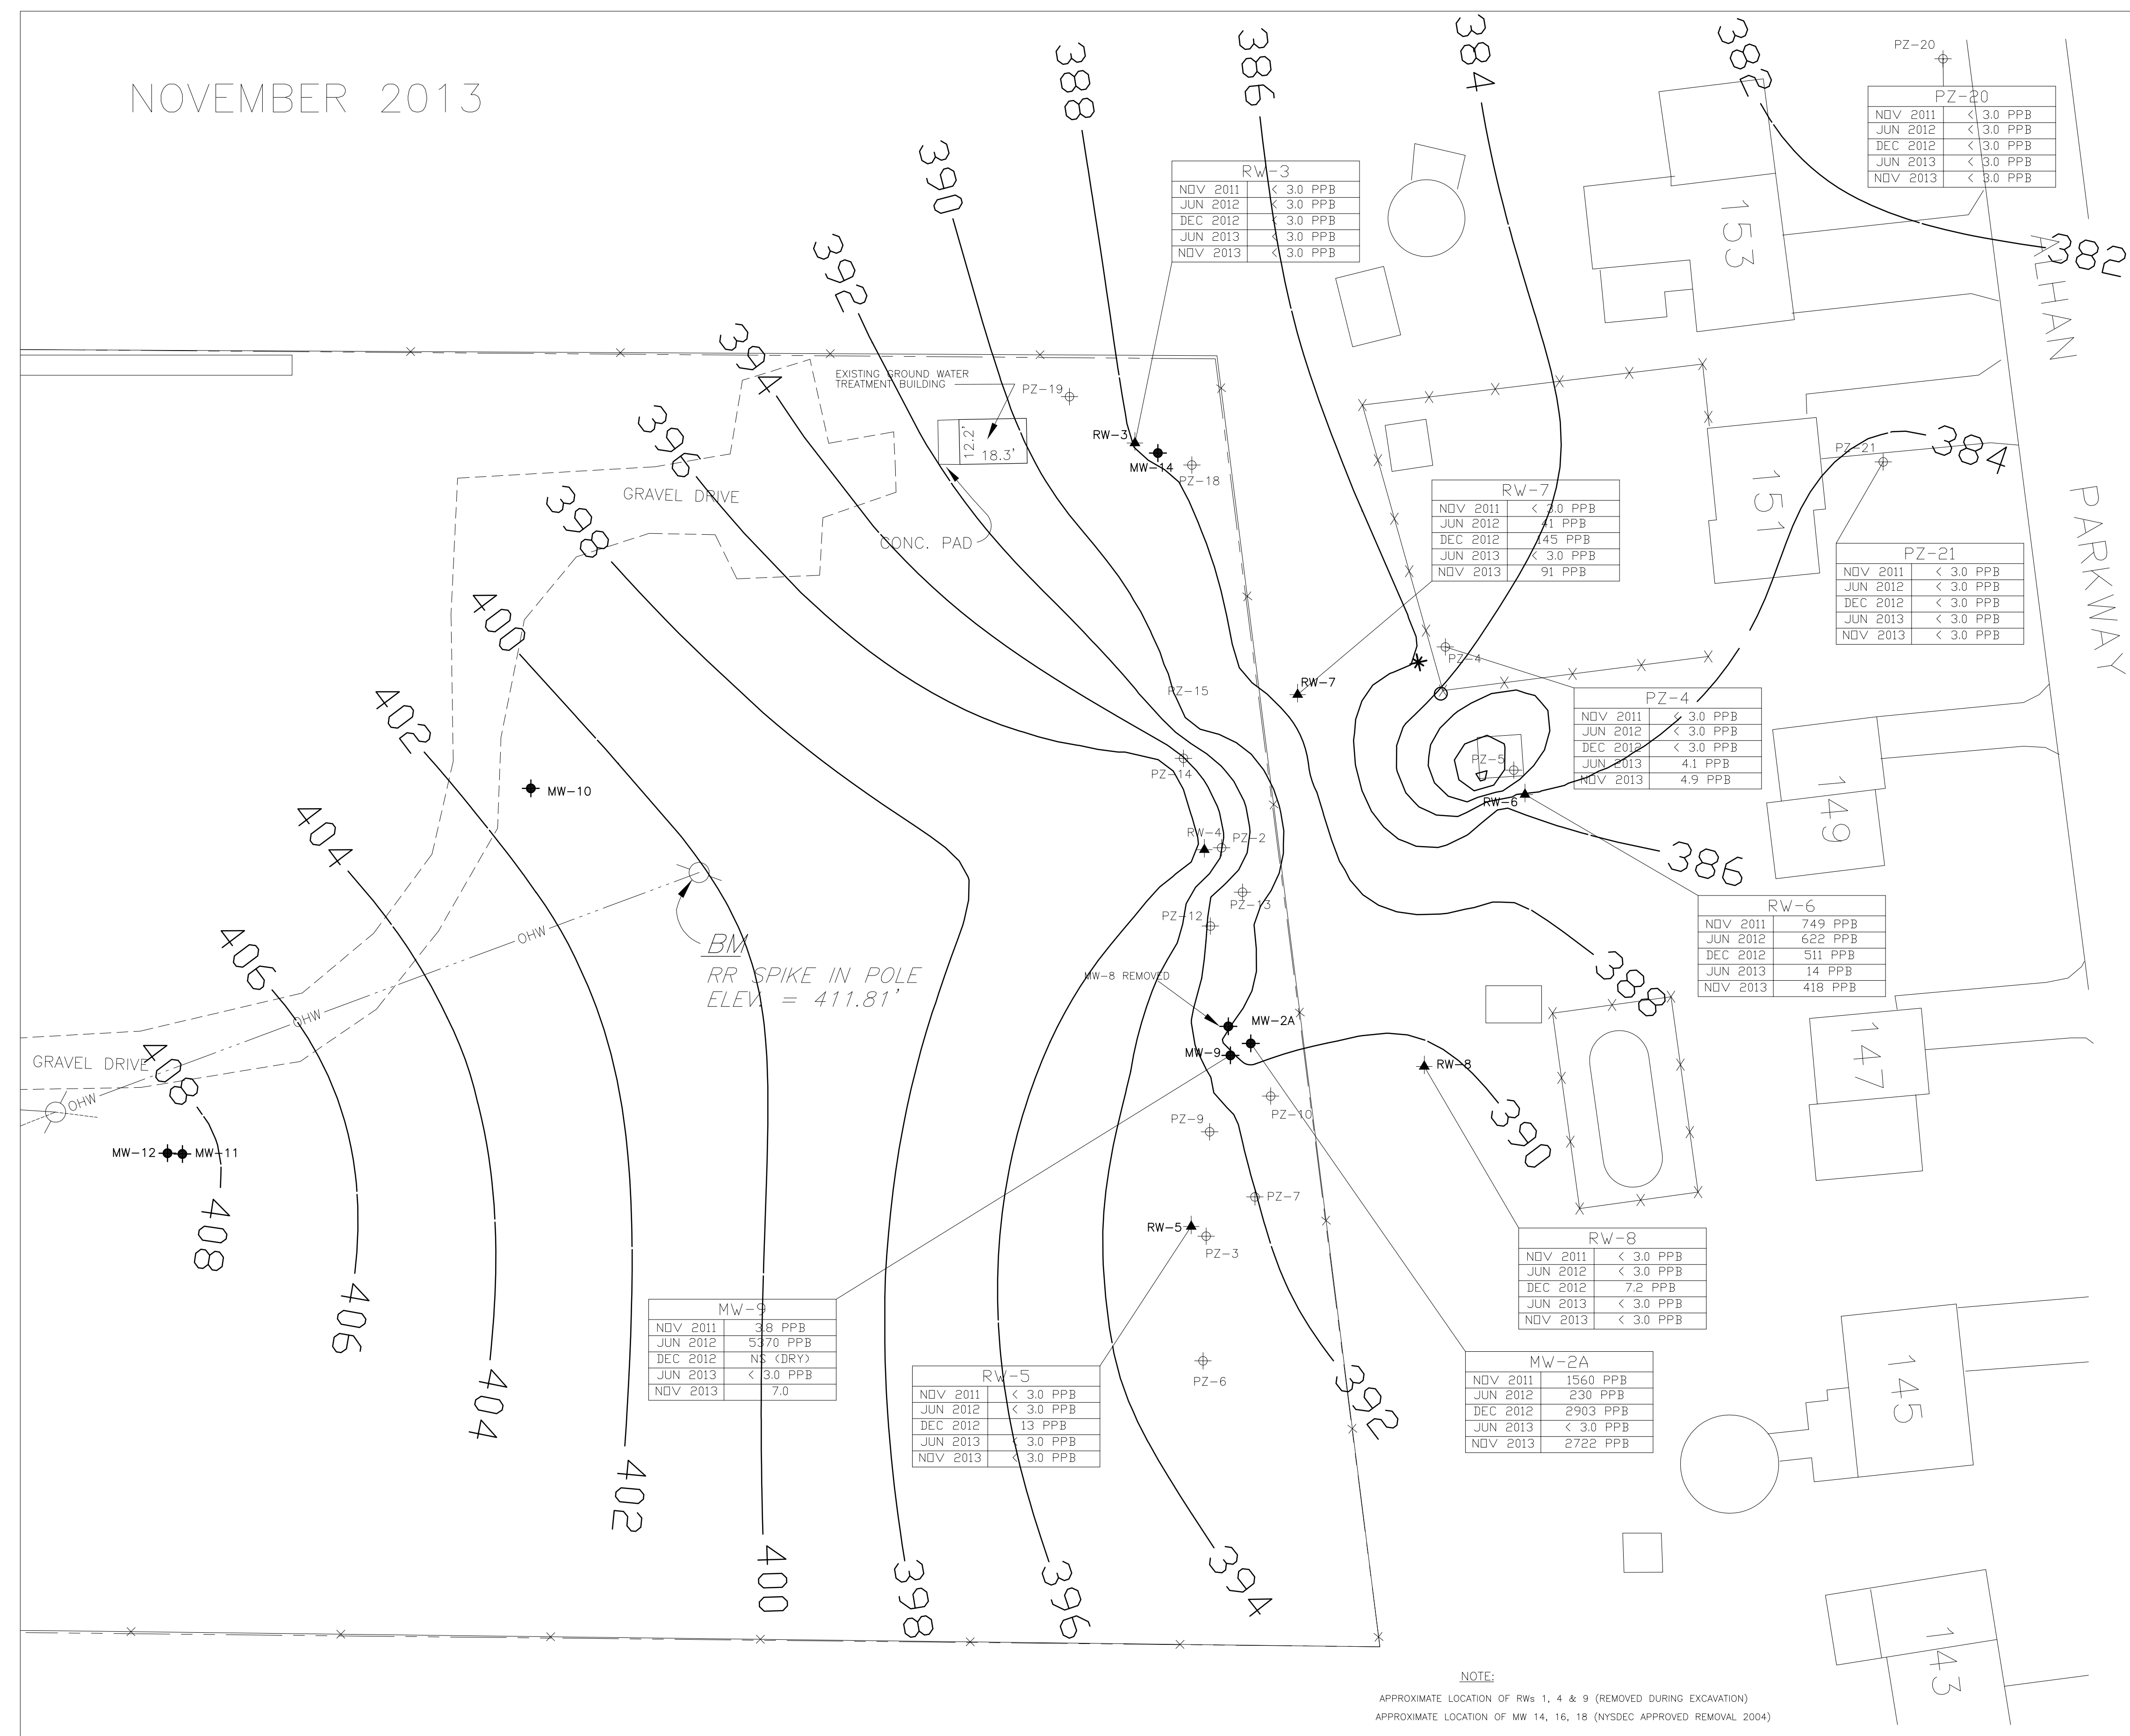 NOVEMBER 2013
388
386
384
382
PZ-20
PZ-20
NOV 2011 < 3.0 PPB
JUN 2012 < 3.0 PPB
DEC 2012 < 3.0 PPB
JUN 2013 < 3.0 PPB
NOV 2013 < 3.0 PPB
390
RW-3
NOV 2011 < 3.0 PPB
JUN 2012 < 3.0 PPB
DEC 2012 < 3.0 PPB
JUN 2013 < 3.0 PPB
NOV 2013 < 3.0 PPB
153
392
382
ALHAN PARKWAY
394
EXISTING GROUND WATER
TREATMENT BUILDING
PZ-19
12.2'
18.3'
RW-3
MW-14
PZ-18
396
GRAVEL DRIVE
CONC. PAD
384
PZ-21
151
RW-7
NOV 2011 < 3.0 PPB
JUN 2012 41 PPB
DEC 2012 145 PPB
JUN 2013 < 3.0 PPB
NOV 2013 91 PPB
PZ-21
NOV 2011 < 3.0 PPB
JUN 2012 < 3.0 PPB
DEC 2012 < 3.0 PPB
JUN 2013 < 3.0 PPB
NOV 2013 < 3.0 PPB
398
400
402
PZ-15
RW-7
PZ-4
PZ-4
NOV 2011 < 3.0 PPB
JUN 2012 < 3.0 PPB
DEC 2012 < 3.0 PPB
JUN 2013 4.1 PPB
NOV 2013 4.9 PPB
PZ-14
PZ-5
RW-6
MW-10
404
149
RW-4
PZ-2
386
PZ-13
PZ-12
RW-6
NOV 2011 749 PPB
JUN 2012 622 PPB
DEC 2012 511 PPB
JUN 2013 14 PPB
NOV 2013 418 PPB
406
OHW
BM
RR SPIKE IN POLE
ELEV. = 411.81'
MW-8 REMOVED
388
OHW
MW-2A
MW-9
RW-8
147
GRAVEL DRIVE
408
OHW
PZ-10
PZ-9
390
MW-12
MW-11
408
PZ-7
RW-5
PZ-3
RW-8
NOV 2011 < 3.0 PPB
JUN 2012 < 3.0 PPB
DEC 2012 7.2 PPB
JUN 2013 < 3.0 PPB
NOV 2013 < 3.0 PPB
406
MW-9
NOV 2011 3.8 PPB
JUN 2012 5370 PPB
DEC 2012 NS (DRY)
JUN 2013 < 3.0 PPB
NOV 2013 7.0
RW-5
NOV 2011 < 3.0 PPB
JUN 2012 < 3.0 PPB
DEC 2012 13 PPB
JUN 2013 < 3.0 PPB
NOV 2013 < 3.0 PPB
PZ-6
392
MW-2A
NOV 2011 1560 PPB
JUN 2012 230 PPB
DEC 2012 2903 PPB
JUN 2013 < 3.0 PPB
NOV 2013 2722 PPB
145
404
402
400
398
396
394
143
NOTE:
APPROXIMATE LOCATION OF RWs 1, 4 & 9 (REMOVED DURING EXCAVATION)
APPROXIMATE LOCATION OF MW 14, 16, 18 (NYSDEC APPROVED REMOVAL 2004)